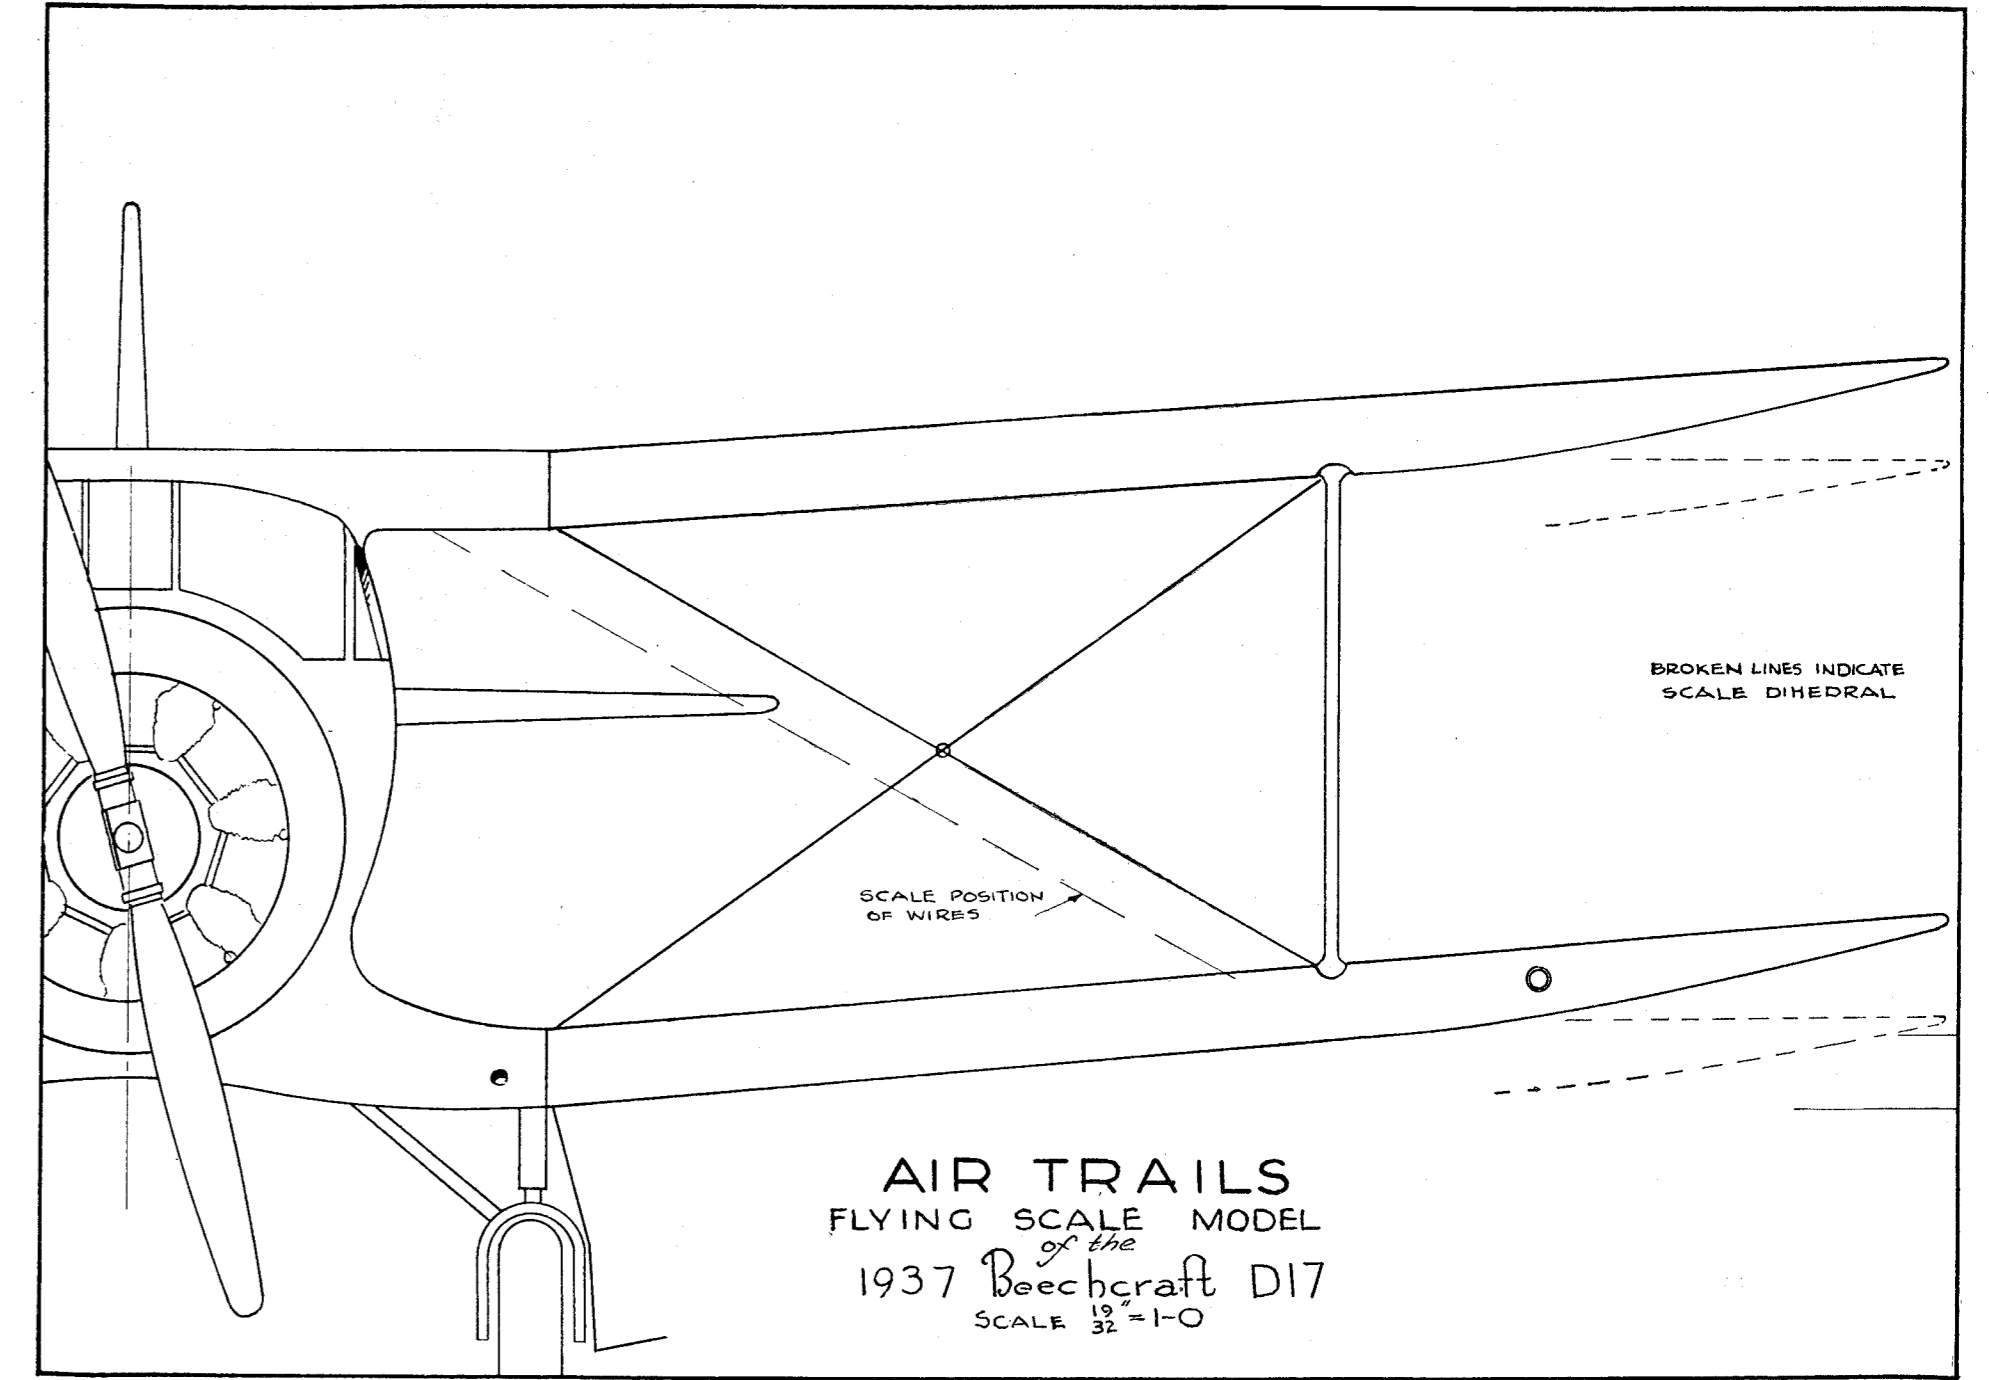 BROKEN LINES INDICATE
SCALE DIHEDRAL
SCALE POSITION
OF WIRES
AIR TRAILS
FLYING SCALE MODEL
of the
1937 Beechcraft D17
SCALE 19/32" = 1-0